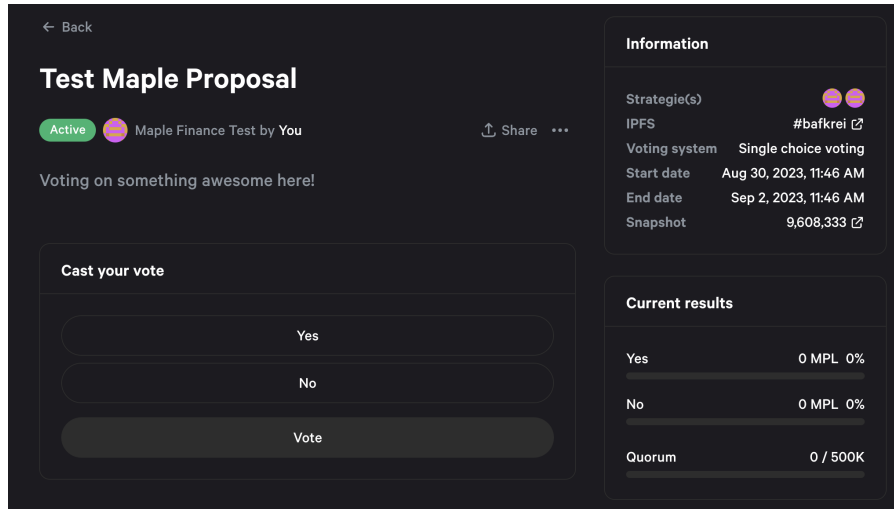 ← Back
Test Maple Proposal
Active Maple Finance Test by You Share
Voting on something awesome here!
Cast your vote
Yes
No
Vote
Information
Strategie(s)
IPFS #bafkrei
Voting system Single choice voting
Start date Aug 30, 2023, 11:46 AM
End date Sep 2, 2023, 11:46 AM
Snapshot 9,608,333
Current results
Yes 0 MPL 0%
No 0 MPL 0%
Quorum 0 / 500K